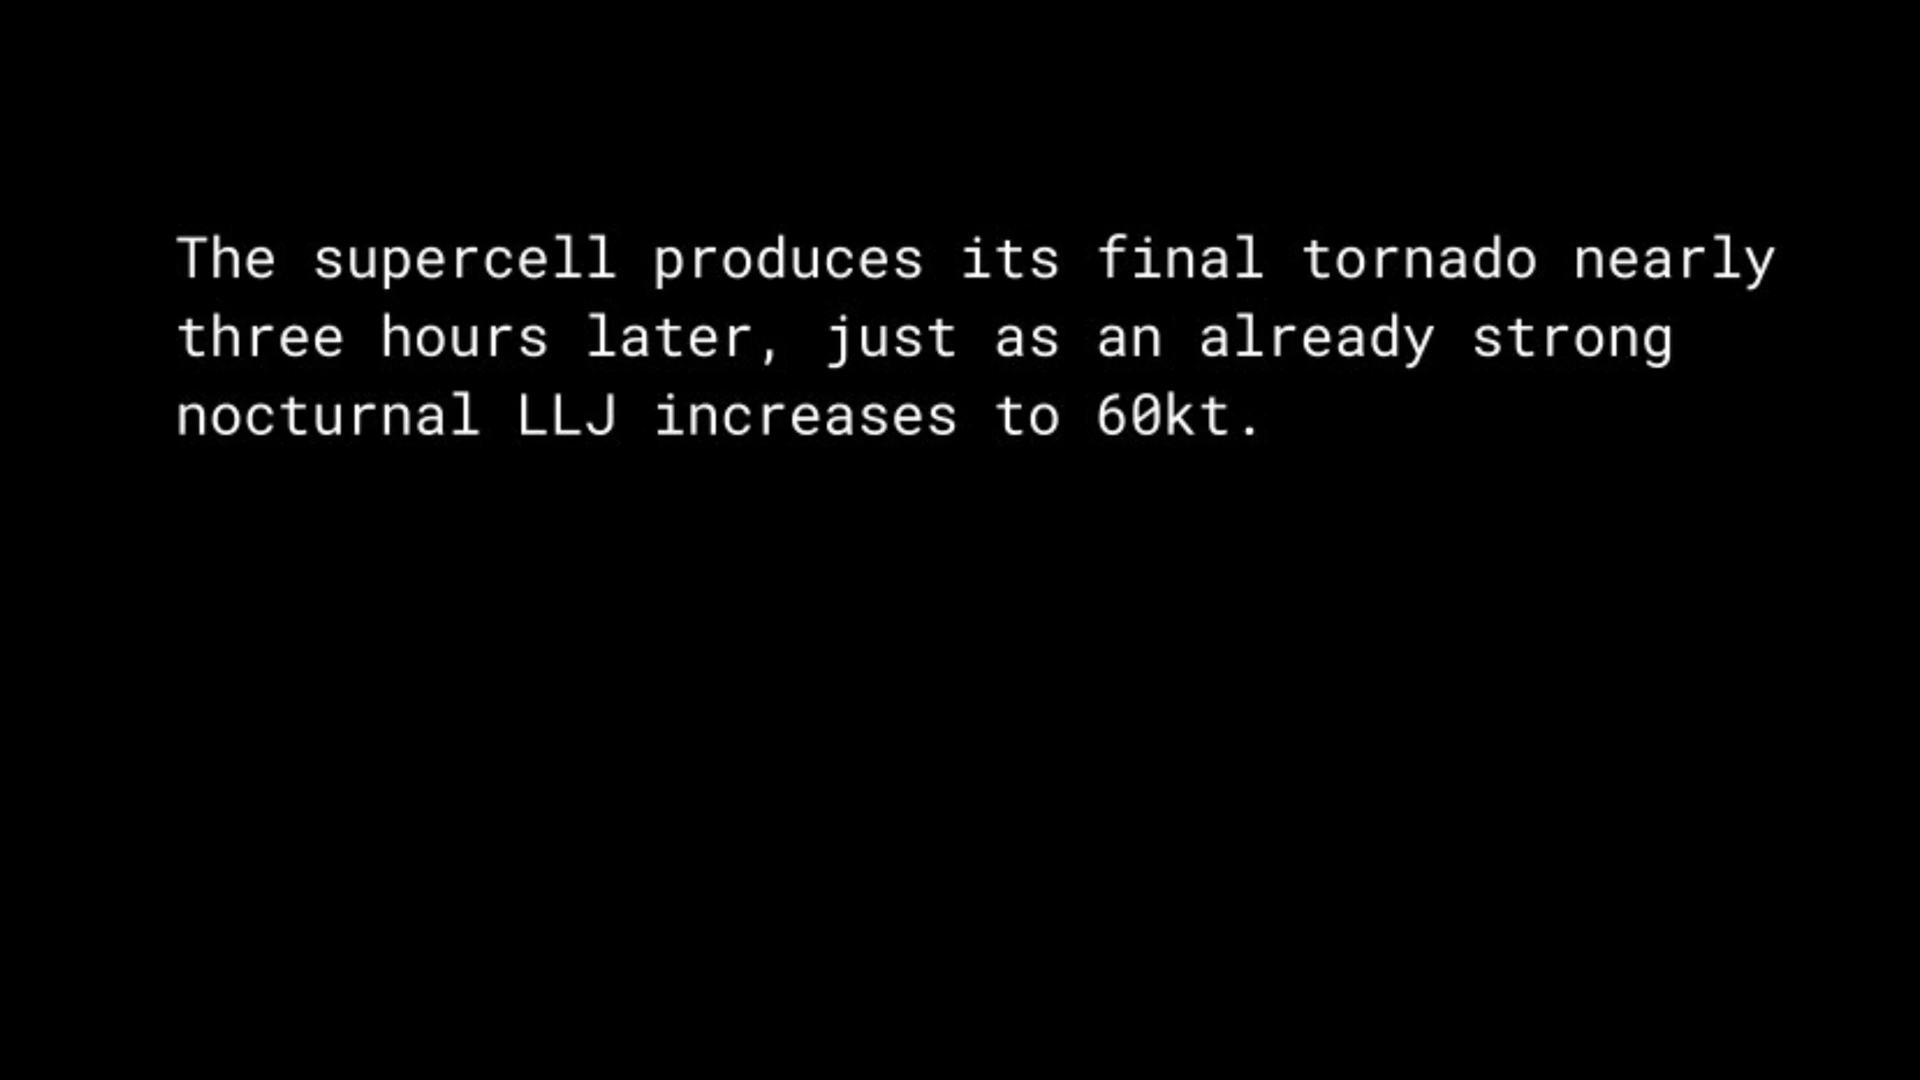 The supercell produces its final tornado nearly
three hours later, just as an already strong
nocturnal LLJ increases to 60kt.